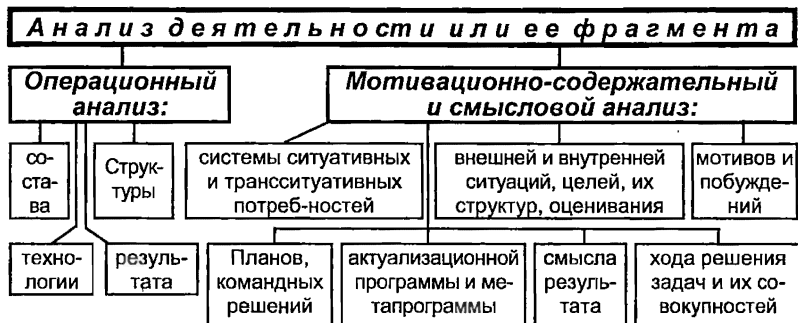 Анализ деятельности или ее фрагмента
Операционный
анализ:
Мотивационно-содержательный
и смысловой анализ:
со-
ста-
ва
Струк-
туры
системы ситуативных
и трансситуативных
потреб-ностей
внешней и внутренней
ситуаций, целей, их
структур, оценивания
мотивов и
побужде-
ний
техно-
логии
резуль-
тата
Планов,
командных
решений
актуализационной
программы и ме-
тапрограммы
смысла
резуль-
тата
хода решения
задач и их со-
вокупностей